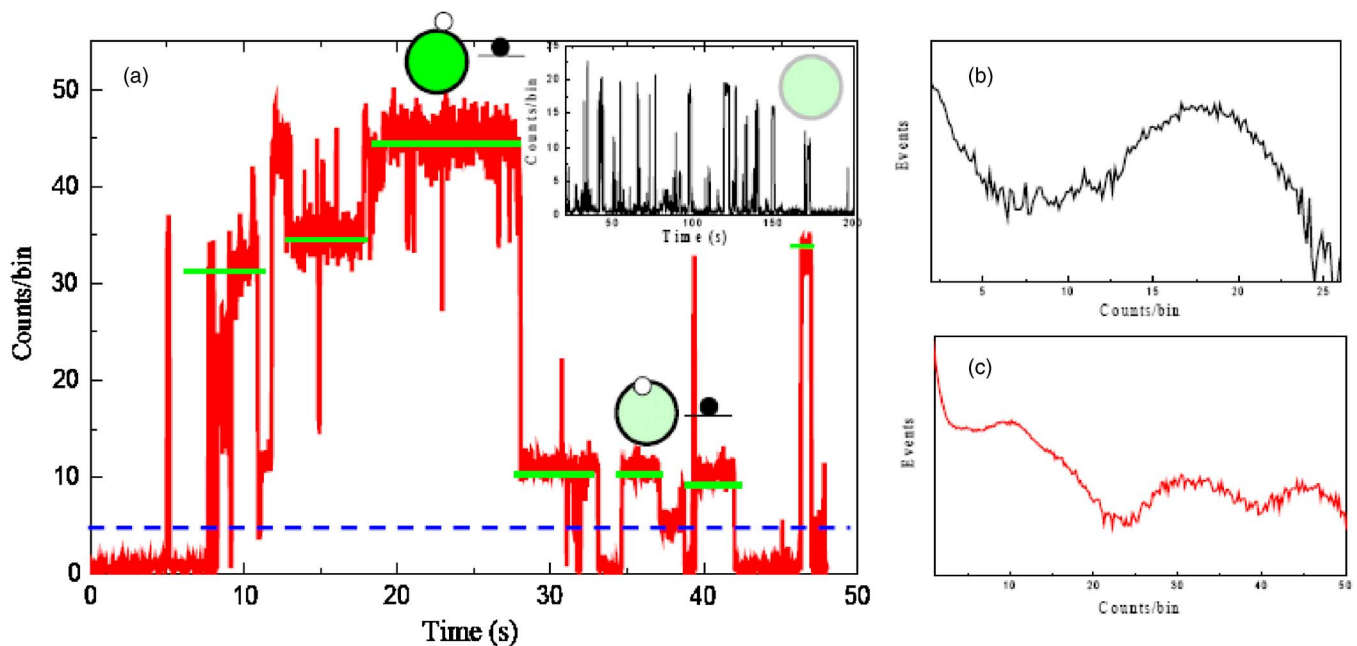 (a)
50
40
30
20
10
0
Counts/bin
0 10 20 30 40 50
Time (s)
25
20
15
10
5
0
Counts/bin
50 100 150 200
Time (s)
(b)
Events
5 10 15 20 25
Counts/bin
(c)
Events
10 20 30 40 50
Counts/bin